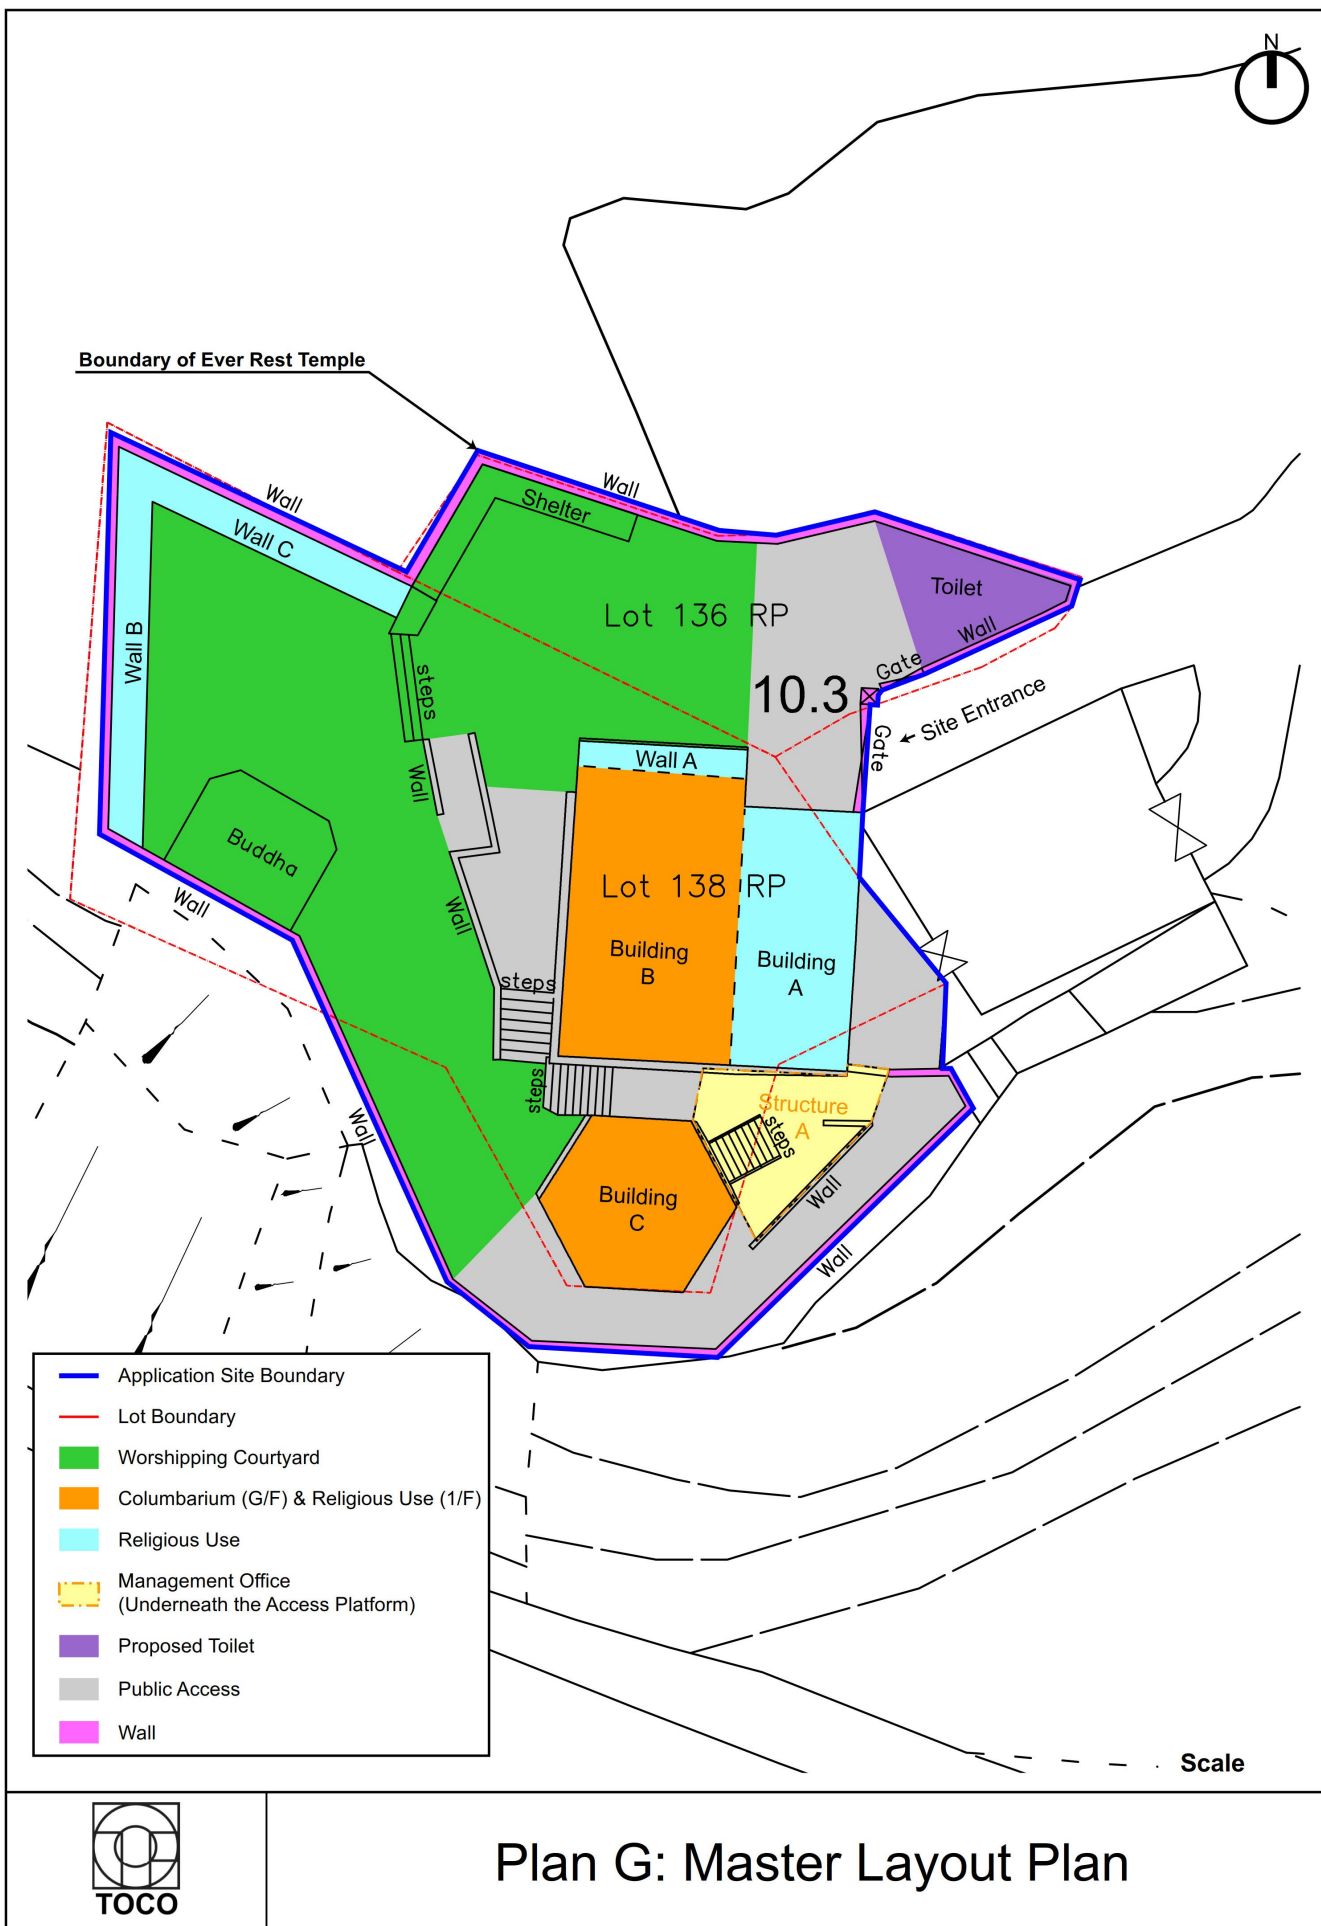 N
Boundary of Ever Rest Temple
Wall
Wall
Shelter
Wall C
Toilet
Lot 136 RP
Wall
Wall B
Gate
steps
10.3
Site Entrance
Gate
Wall A
Wall
Buddha
Lot 138 RP
Wall
Wall
Building
B
Building
A
steps
steps
Structure
A
steps
Wall
Building
C
Wall
Wall
Application Site Boundary
Lot Boundary
Worshipping Courtyard
Columbarium (G/F) & Religious Use (1/F)
Religious Use
Management Office
(Underneath the Access Platform)
Proposed Toilet
Public Access
Wall
Scale
TOCO
Plan G: Master Layout Plan